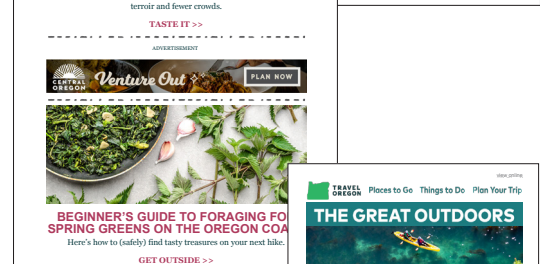 terroir and fewer crowds.
TASTE IT >>
ADVERTISEMENT
CENTRAL
OREGON
Venture Out
PLAN NOW
BEGINNER'S GUIDE TO FORAGING FO
SPRING GREENS ON THE OREGON COA
Here's how to (safely) find tasty treasures on your next hike.
GET OUTSIDE >>
TRAVEL
OREGON
Places to Go Things to Do Plan Your Trip
THE GREAT OUTDOORS